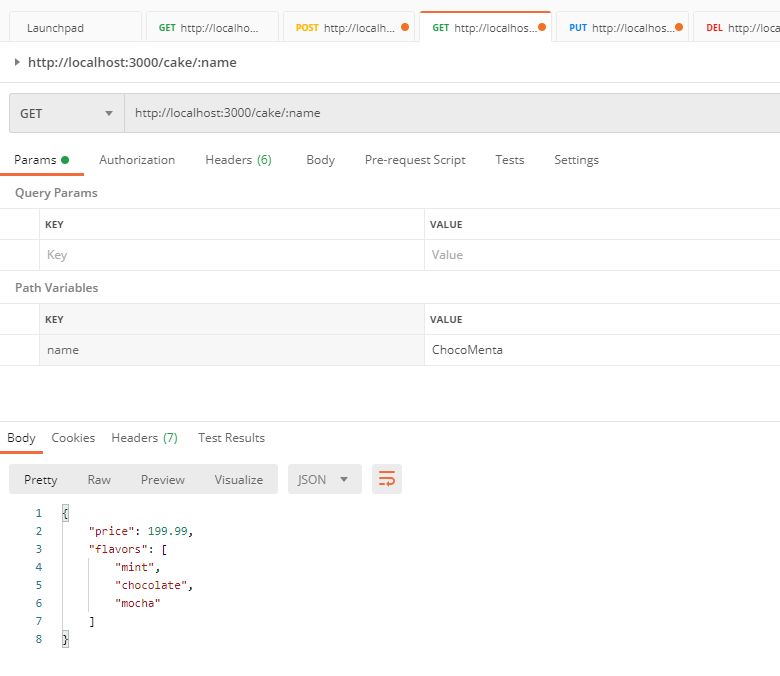 Launchpad GET http://localho... POST http://localh... GET http://localhos... PUT http://localhos... DEL http://loca
http://localhost:3000/cake/:name
GET http://localhost:3000/cake/:name
Params Authorization Headers (6) Body Pre-request Script Tests Settings
Query Params
KEY VALUE
Key Value
Path Variables
KEY VALUE
name ChocoMenta
Body Cookies Headers (7) Test Results
Pretty Raw Preview Visualize JSON
1 {
2 "price": 199.99,
3 "flavors": [
4 "mint",
5 "chocolate",
6 "mocha"
7 ]
8 }